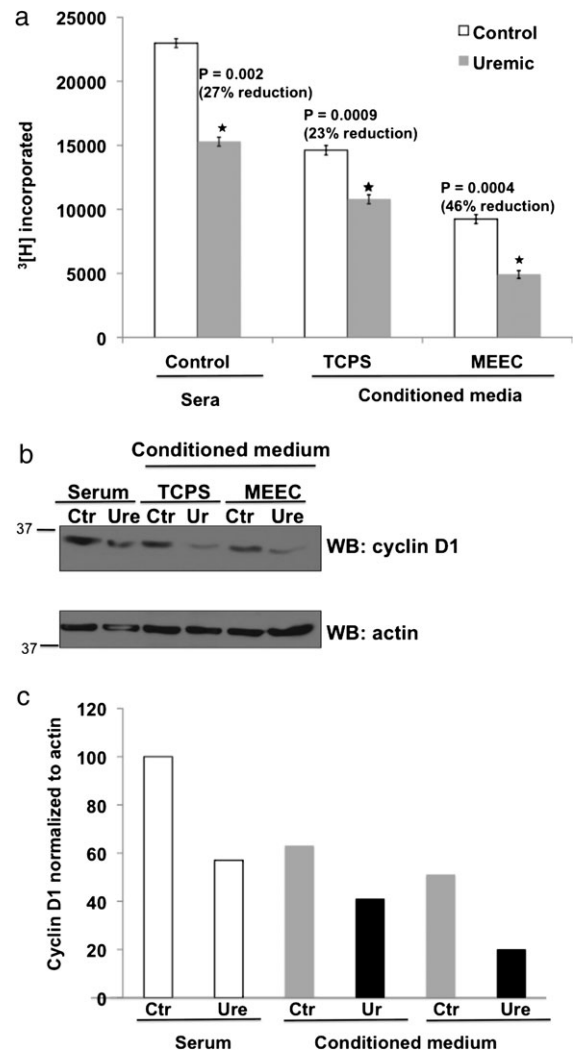 a
25000
20000
15000
10000
5000
0
³[H] incorporated
Control
Uremic
P = 0.002
(27% reduction)
★
P = 0.0009
(23% reduction)
★
P = 0.0004
(46% reduction)
★
Control TCPS MEEC
Sera Conditioned media
b
Conditioned medium
Serum TCPS MEEC
Ctr Ure Ctr Ur Ctr Ure
37
WB: cyclin D1
WB: actin
37
c
Cyclin D1 normalized to actin
120
100
80
60
40
20
0
Ctr Ure Ctr Ur Ctr Ure
Serum Conditioned medium